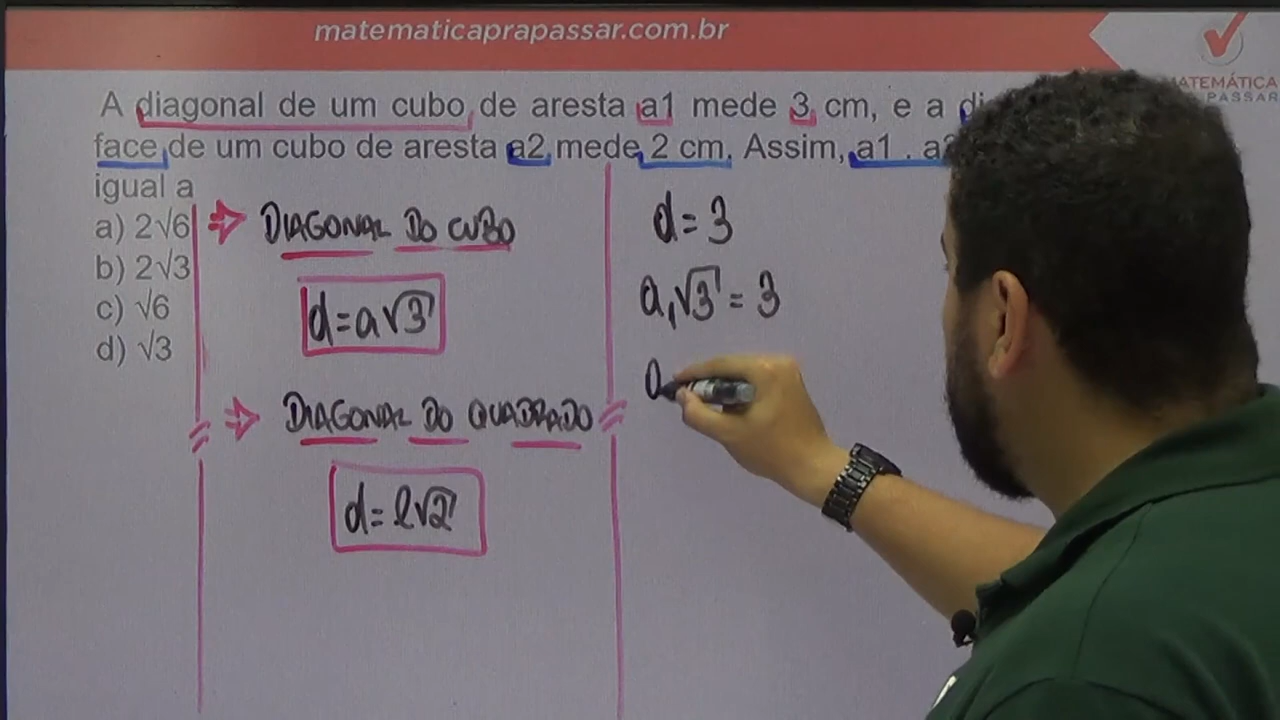 matematicaprapassar.com.br
MATEMÁTICA
PASSAR
A diagonal de um cubo de aresta a1 mede 3 cm, e a
face de um cubo de aresta a2 mede 2 cm. Assim, a1 .
igual a
a) 2√6
b) 2√3
c) √6
d) √3
⇒ DIAGONAL DO CUBO
d=a√3
⇒ DIAGONAL DO QUADRADO
d=l√2
d=3
a₁√3=3
a